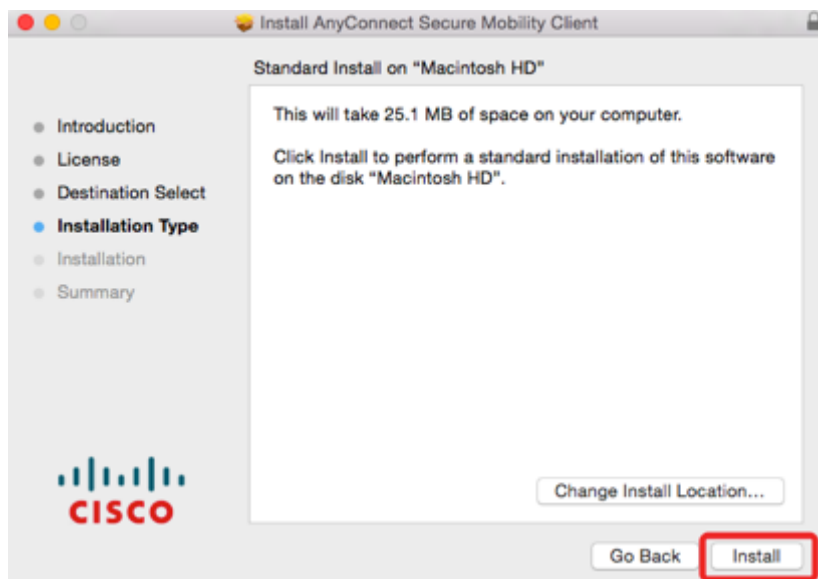 Install AnyConnect Secure Mobility Client
Standard Install on “Macintosh HD”
Introduction
License
Destination Select
Installation Type
Installation
Summary
This will take 25.1 MB of space on your computer.
Click Install to perform a standard installation of this software
on the disk “Macintosh HD”.
Change Install Location...
CISCO
Go Back
Install